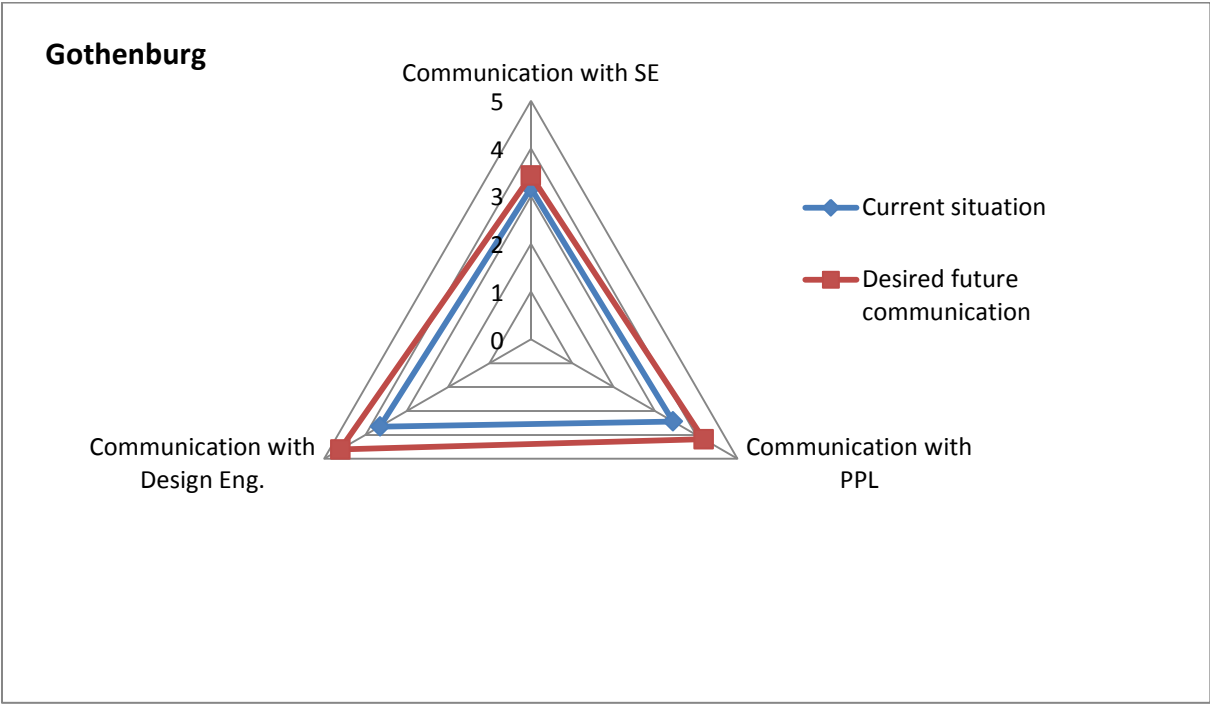 Gothenburg
Communication with SE
5
4
3
2
1
0
Current situation
Desired future
communication
Communication with
Design Eng.
Communication with
PPL